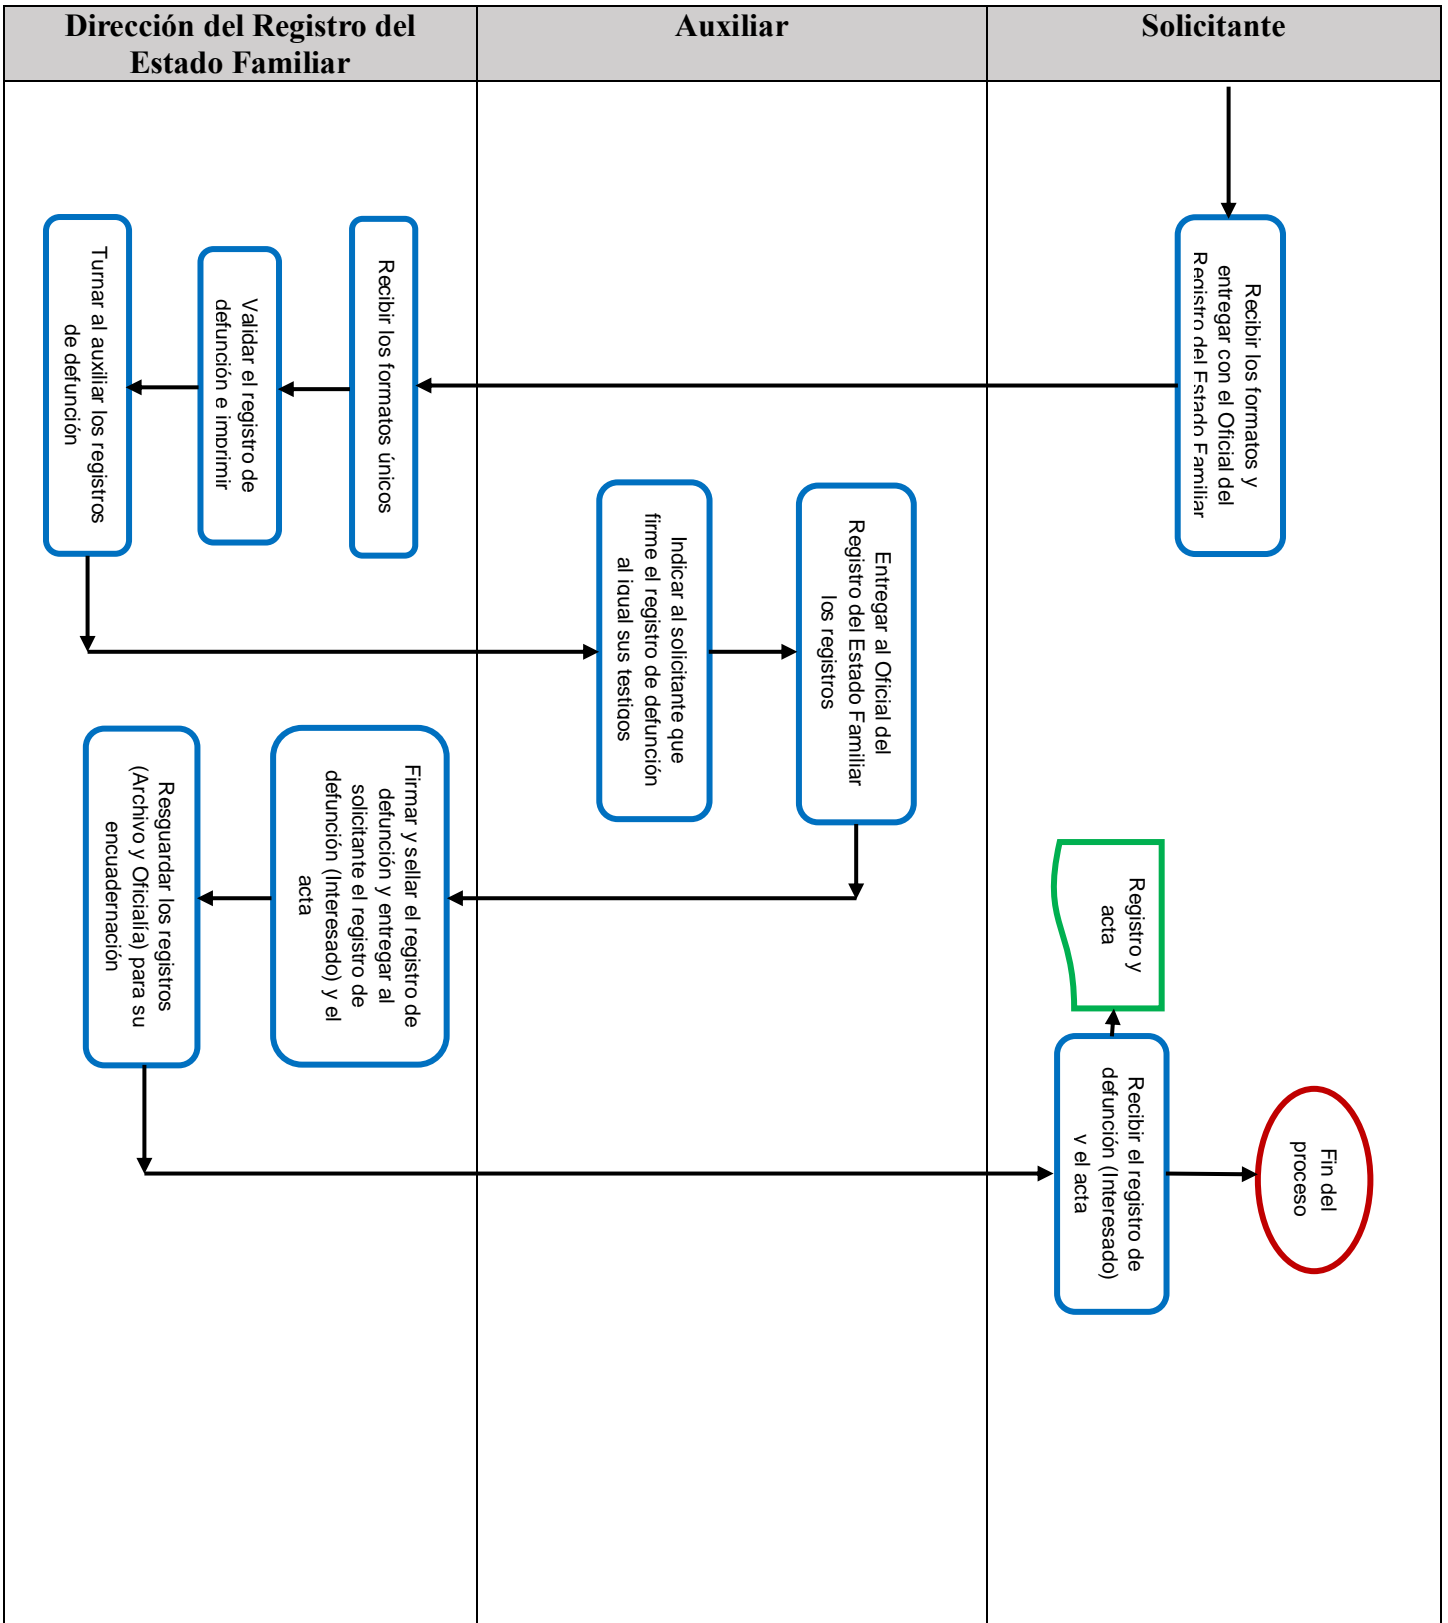 Dirección del Registro del
Estado Familiar
Auxiliar
Solicitante
Recibir los formatos y
entregar con el Oficial del
Registro del Estado Familiar
Recibir los formatos únicos
Validar el registro de
defunción e imprimir
Turnar al auxiliar los registros
de defunción
Indicar al solicitante que
firme el registro de defunción
al igual sus testigos
Entregar al Oficial del
Registro del Estado Familiar
los registros
Firmar y sellar el registro de
defunción y entregar al
solicitante el registro de
defunción (Interesado) y el
acta
Resguardar los registros
(Archivo y Oficialía) para su
encuadernación
Recibir el registro de
defunción (Interesado)
y el acta
Registro y
acta
Fin del
proceso